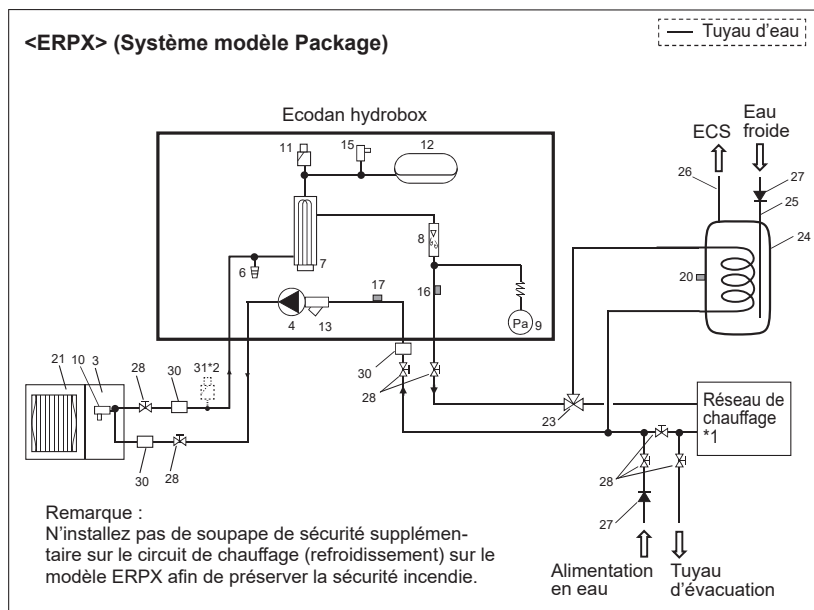 <ERPX> (Système modèle Package)
Tuyau d'eau
Ecodan hydrobox
ECS
Eau
froide
11
15
12
26
27
25
24
8
6
7
20
17
16
4
13
Pa 9
21
10
3
28
30
31*2
30
28
23
Réseau de
chauffage
*1
30
28
28
27
Remarque :
N'installez pas de soupape de sécurité supplémen-
taire sur le circuit de chauffage (refroidissement) sur le
modèle ERPX afin de préserver la sécurité incendie.
Alimentation
en eau
Tuyau
d'évacuation